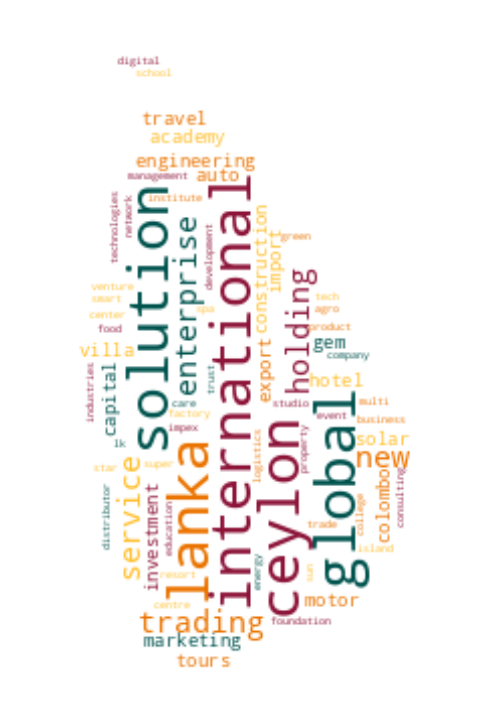 digital
school
travel
academy
engineering
management
auto
institute
technologies
network
solution
international
enterprise
development
construction
import
green
venture
smart
center
spa
holding
tech
agro
product
food
gem
company
villa
export
industries
capital
trust
hotel
care
studio
factory
event
multi
business
impex
lk
lanka
ceylon
global
property
solar
new
logistics
star
super
service
colombo
consulting
distributor
investment
education
college
trade
island
energy
sun
resort
centre
motor
trading
foundation
marketing
tours